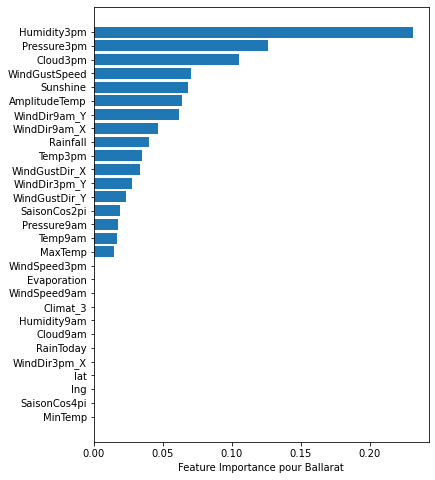 Humidity3pm
Pressure3pm
Cloud3pm
WindGustSpeed
Sunshine
AmplitudeTemp
WindDir9am_Y
WindDir9am_X
Rainfall
Temp3pm
WindGustDir_X
WindDir3pm_Y
WindGustDir_Y
SaisonCos2pi
Pressure9am
Temp9am
MaxTemp
WindSpeed3pm
Evaporation
WindSpeed9am
Climat_3
Humidity9am
Cloud9am
RainToday
WindDir3pm_X
lat
lng
SaisonCos4pi
MinTemp
0.00 0.05 0.10 0.15 0.20
Feature Importance pour Ballarat